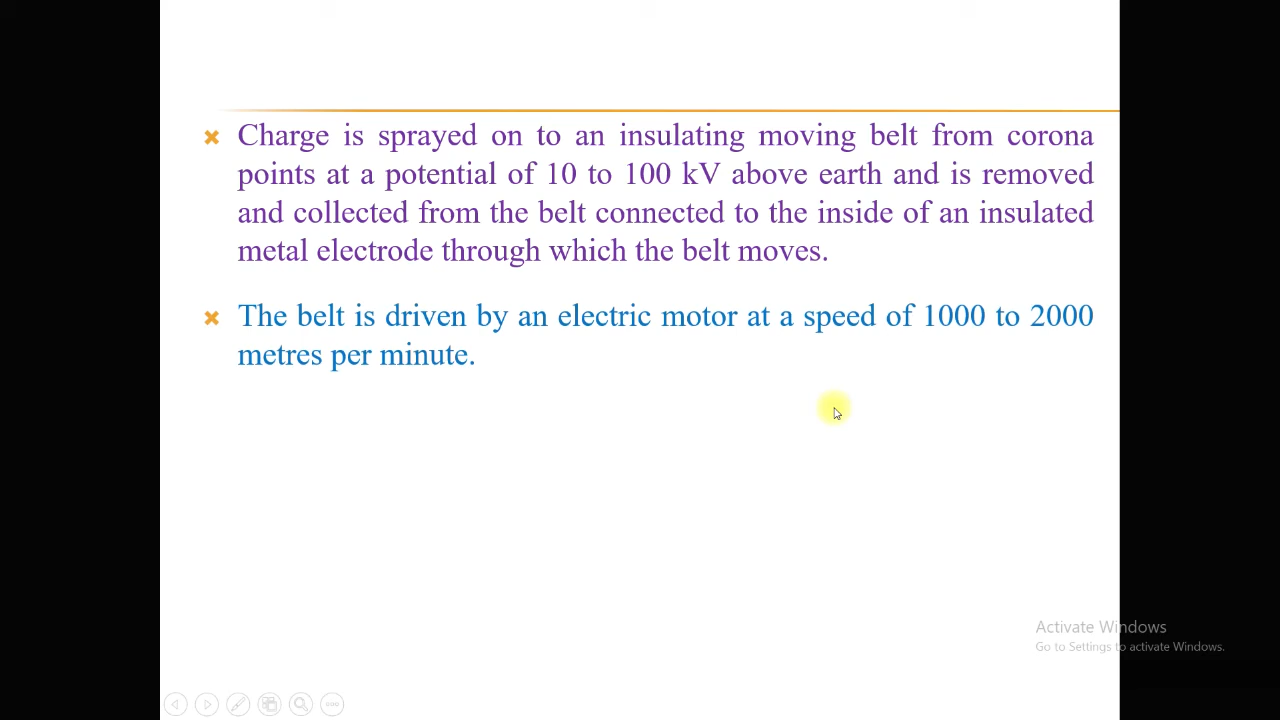 Charge is sprayed on to an insulating moving belt from corona
points at a potential of 10 to 100 kV above earth and is removed
and collected from the belt connected to the inside of an insulated
metal electrode through which the belt moves.
The belt is driven by an electric motor at a speed of 1000 to 2000
metres per minute.
Activate Windows
Go to Settings to activate Windows.